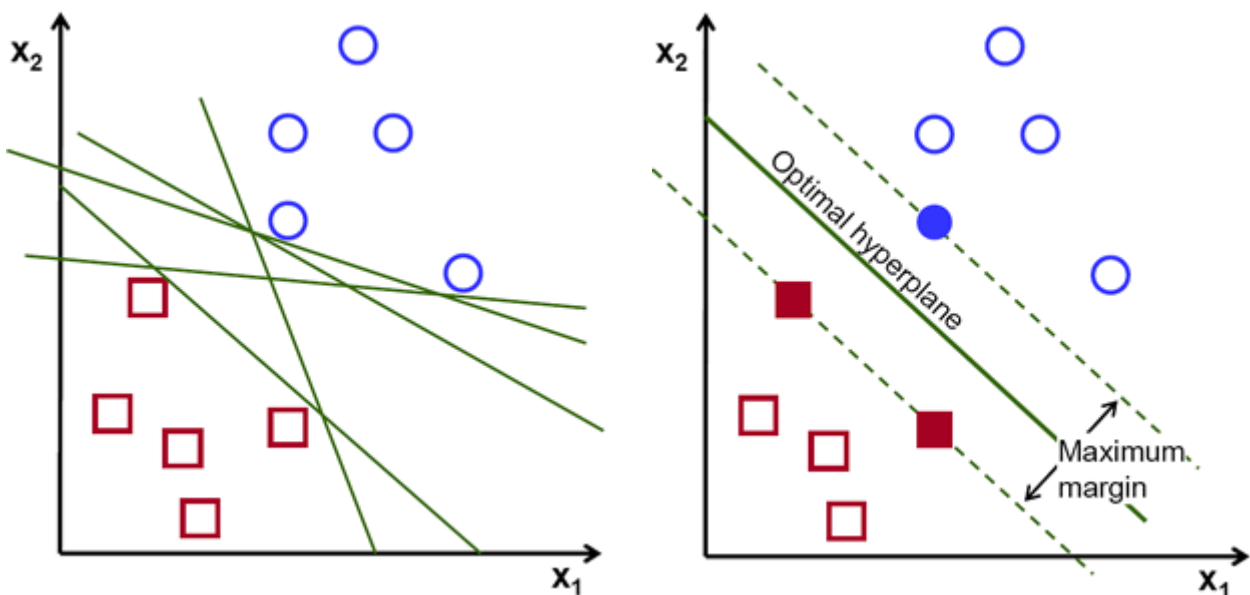 x₂
x₁
x₂
Optimal hyperplane
Maximum
margin
x₁